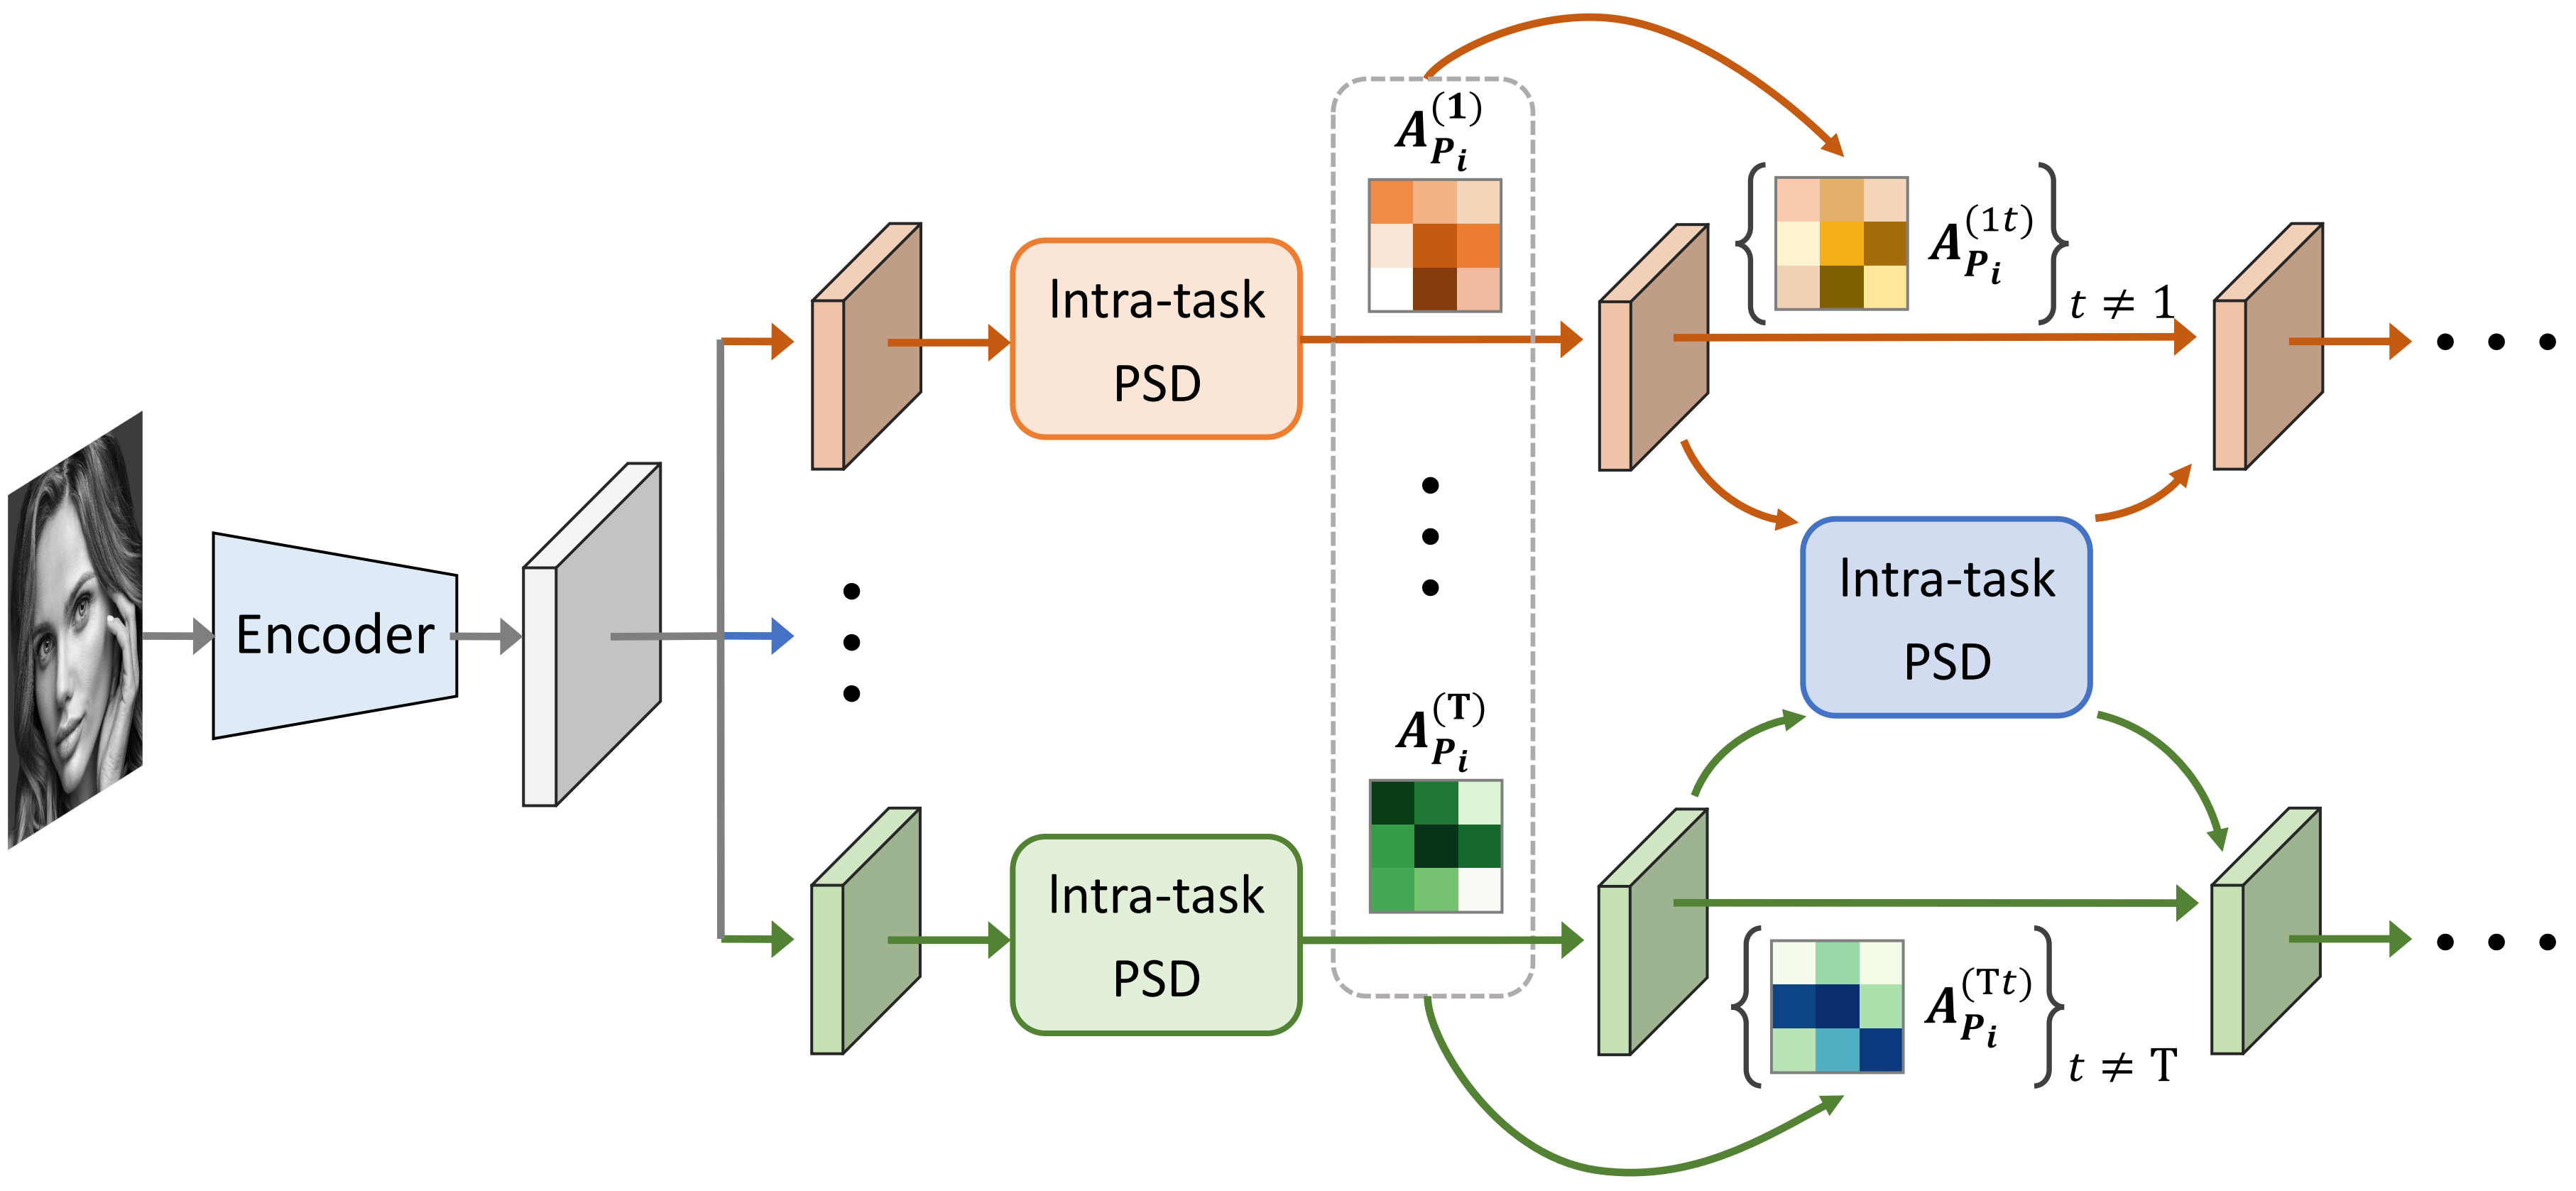 Encoder
Intra-task
PSD
Intra-task
PSD
A_{P_i}^{(1)}
A_{P_i}^{(T)}
{ A_{P_i}^{(1t)} }_{t ≠ 1}
Intra-task
PSD
{ A_{P_i}^{(Tt)} }_{t ≠ T}